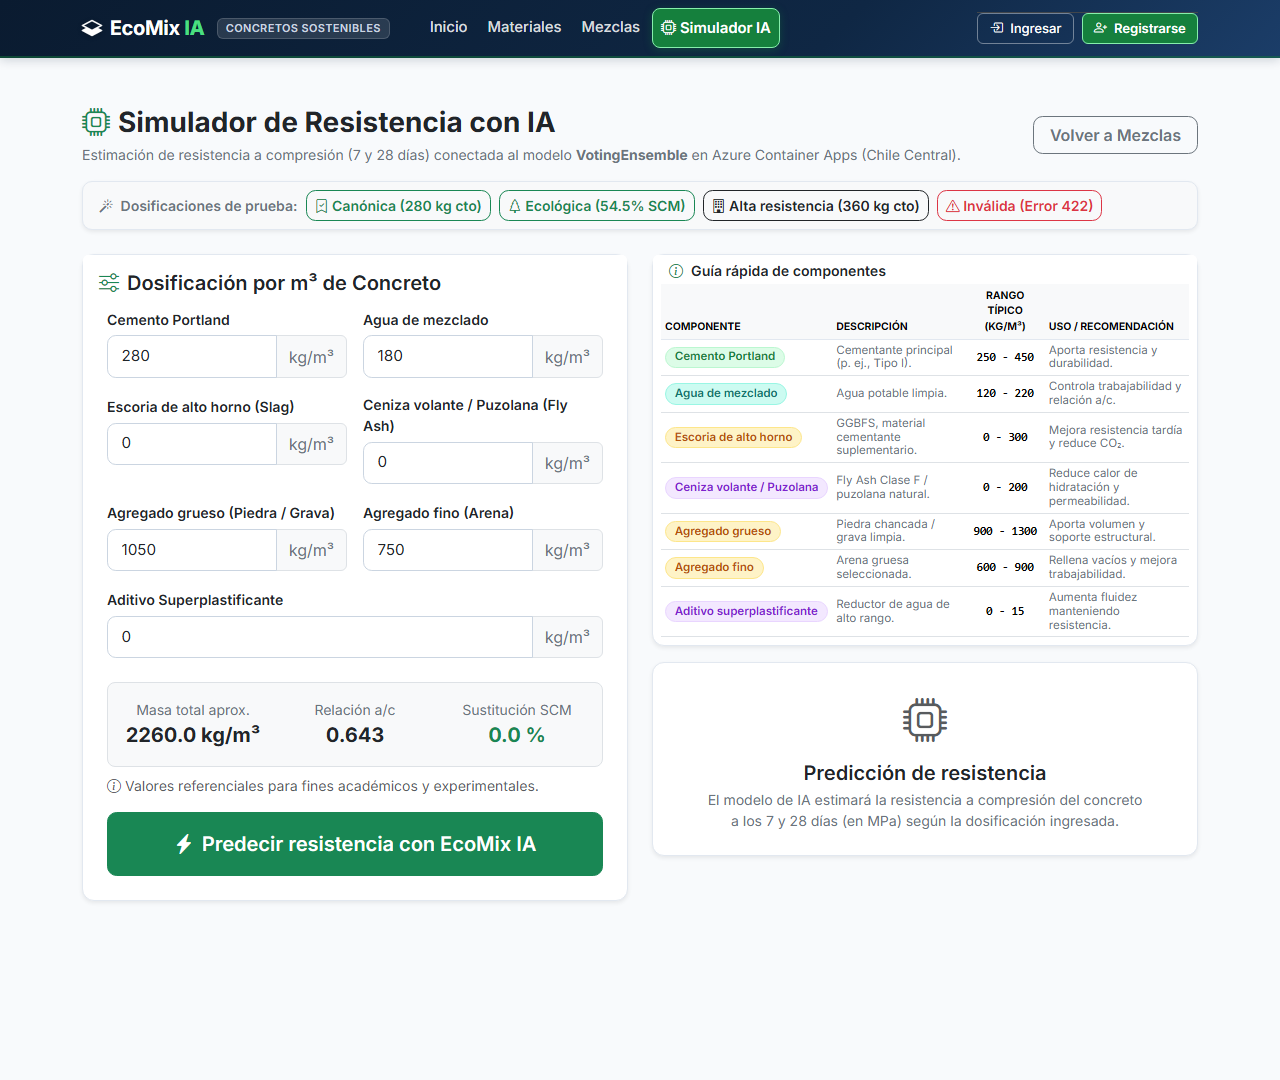 EcoMix IA
CONCRETOS SOSTENIBLES
Inicio
Materiales
Mezclas
Simulador IA
Ingresar
Registrarse
Simulador de Resistencia con IA
Estimación de resistencia a compresión (7 y 28 días) conectada al modelo VotingEnsemble en Azure Container Apps (Chile Central).
Volver a Mezclas
Dosificaciones de prueba:
Canónica (280 kg cto)
Ecológica (54.5% SCM)
Alta resistencia (360 kg cto)
Inválida (Error 422)
Dosificación por m³ de Concreto
Cemento Portland
280 kg/m³
Agua de mezclado
180 kg/m³
Escoria de alto horno (Slag)
0 kg/m³
Ceniza volante / Puzolana (Fly
Ash)
0 kg/m³
Agregado grueso (Piedra / Grava)
1050 kg/m³
Agregado fino (Arena)
750 kg/m³
Aditivo Superplastificante
0 kg/m³
Masa total aprox.
2260.0 kg/m³
Relación a/c
0.643
Sustitución SCM
0.0 %
Valores referenciales para fines académicos y experimentales.
Predecir resistencia con EcoMix IA
Guía rápida de componentes
COMPONENTE
DESCRIPCIÓN
RANGO
TÍPICO
(KG/M³)
USO / RECOMENDACIÓN
Cemento Portland
Cementante principal
(p. ej., Tipo I).
250 - 450
Aporta resistencia y
durabilidad.
Agua de mezclado
Agua potable limpia.
120 - 220
Controla trabajabilidad y
relación a/c.
Escoria de alto horno
GGBFS, material
cementante
suplementario.
0 - 300
Mejora resistencia tardía
y reduce CO₂.
Ceniza volante / Puzolana
Fly Ash Clase F /
puzolana natural.
0 - 200
Reduce calor de
hidratación y
permeabilidad.
Agregado grueso
Piedra chancada /
grava limpia.
900 - 1300
Aporta volumen y
soporte estructural.
Agregado fino
Arena gruesa
seleccionada.
600 - 900
Rellena vacíos y mejora
trabajabilidad.
Aditivo superplastificante
Reductor de agua de
alto rango.
0 - 15
Aumenta fluidez
manteniendo
resistencia.
Predicción de resistencia
El modelo de IA estimará la resistencia a compresión del concreto
a los 7 y 28 días (en MPa) según la dosificación ingresada.